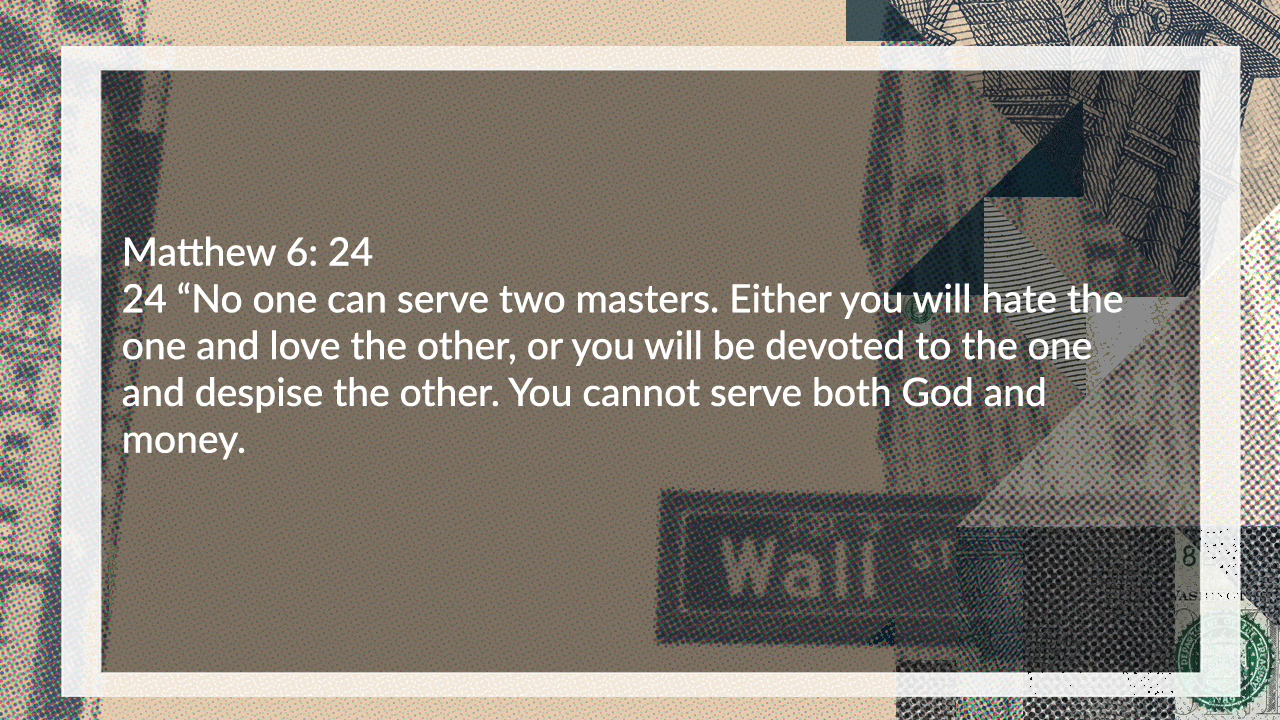 Matthew 6: 24
24 “No one can serve two masters. Either you will hate the
one and love the other, or you will be devoted to the one
and despise the other. You cannot serve both God and
money.
Wall ST
8